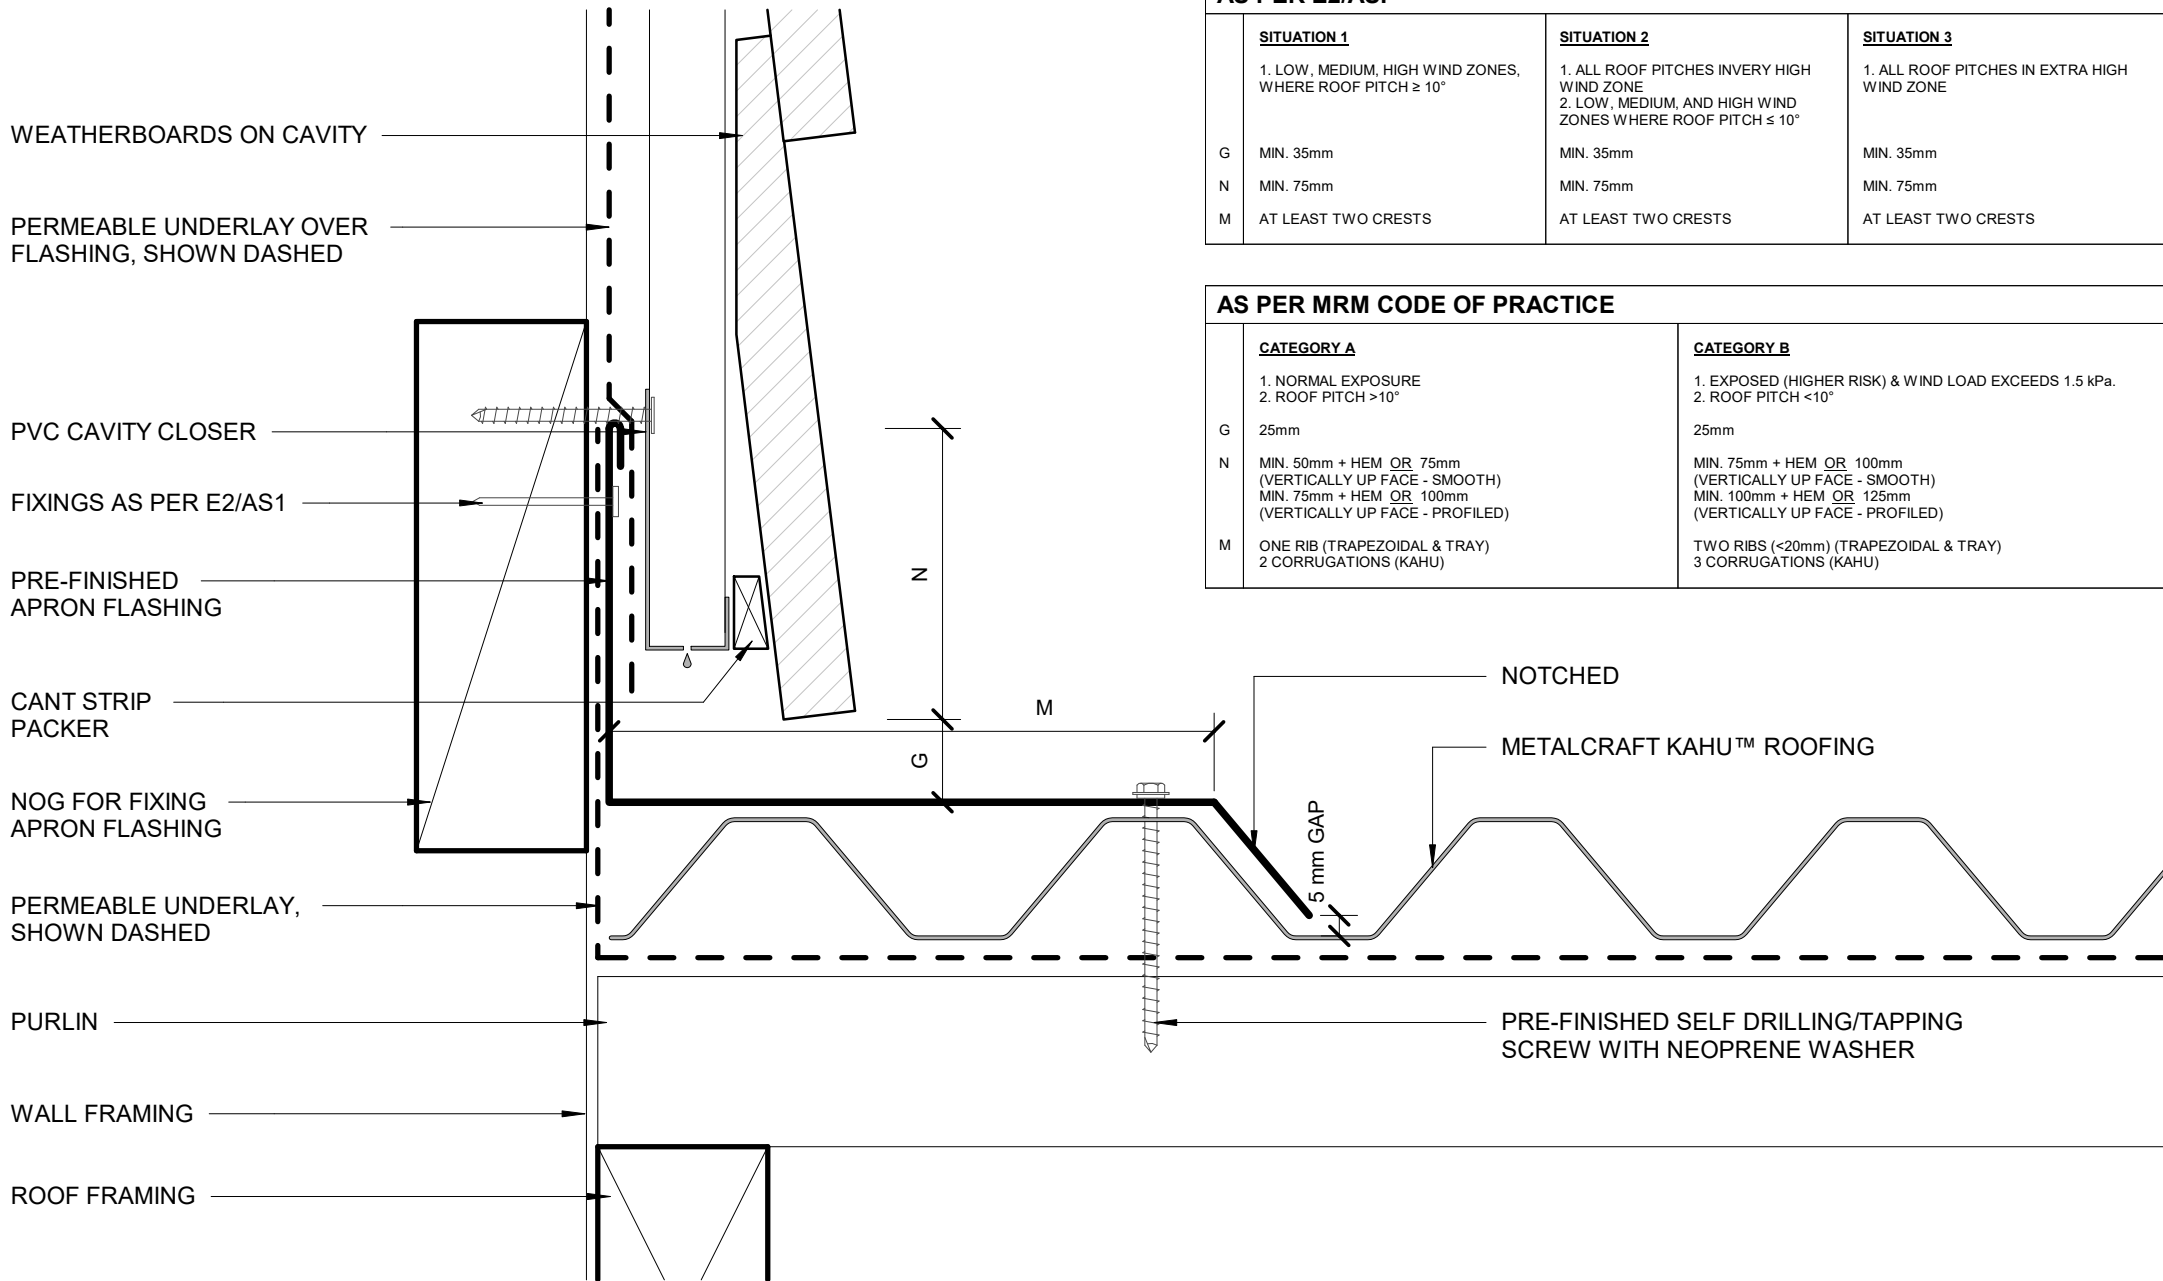 WEATHERBOARDS ON CAVITY
PERMEABLE UNDERLAY OVER
FLASHING, SHOWN DASHED
PVC CAVITY CLOSER
FIXINGS AS PER E2/AS1
PRE-FINISHED
APRON FLASHING
CANT STRIP
PACKER
NOG FOR FIXING
APRON FLASHING
PERMEABLE UNDERLAY,
SHOWN DASHED
PURLIN
WALL FRAMING
ROOF FRAMING
N
M
G
5 mm GAP
AS PER E2/AS1
SITUATION 1
1. LOW, MEDIUM, HIGH WIND ZONES,
WHERE ROOF PITCH ≥ 10°
SITUATION 2
1. ALL ROOF PITCHES INVERY HIGH
WIND ZONE
2. LOW, MEDIUM, AND HIGH WIND
ZONES WHERE ROOF PITCH ≤ 10°
SITUATION 3
1. ALL ROOF PITCHES IN EXTRA HIGH
WIND ZONE
G MIN. 35mm MIN. 35mm MIN. 35mm
N MIN. 75mm MIN. 75mm MIN. 75mm
M AT LEAST TWO CRESTS AT LEAST TWO CRESTS AT LEAST TWO CRESTS
AS PER MRM CODE OF PRACTICE
CATEGORY A
1. NORMAL EXPOSURE
2. ROOF PITCH >10°
CATEGORY B
1. EXPOSED (HIGHER RISK) & WIND LOAD EXCEEDS 1.5 kPa.
2. ROOF PITCH <10°
G 25mm 25mm
N MIN. 50mm + HEM OR 75mm
(VERTICALLY UP FACE - SMOOTH)
MIN. 75mm + HEM OR 100mm
(VERTICALLY UP FACE - PROFILED)
MIN. 75mm + HEM OR 100mm
(VERTICALLY UP FACE - SMOOTH)
MIN. 100mm + HEM OR 125mm
(VERTICALLY UP FACE - PROFILED)
M ONE RIB (TRAPEZOIDAL & TRAY)
2 CORRUGATIONS (KAHU)
TWO RIBS (<20mm) (TRAPEZOIDAL & TRAY)
3 CORRUGATIONS (KAHU)
NOTCHED
METALCRAFT KAHU™ ROOFING
PRE-FINISHED SELF DRILLING/TAPPING
SCREW WITH NEOPRENE WASHER